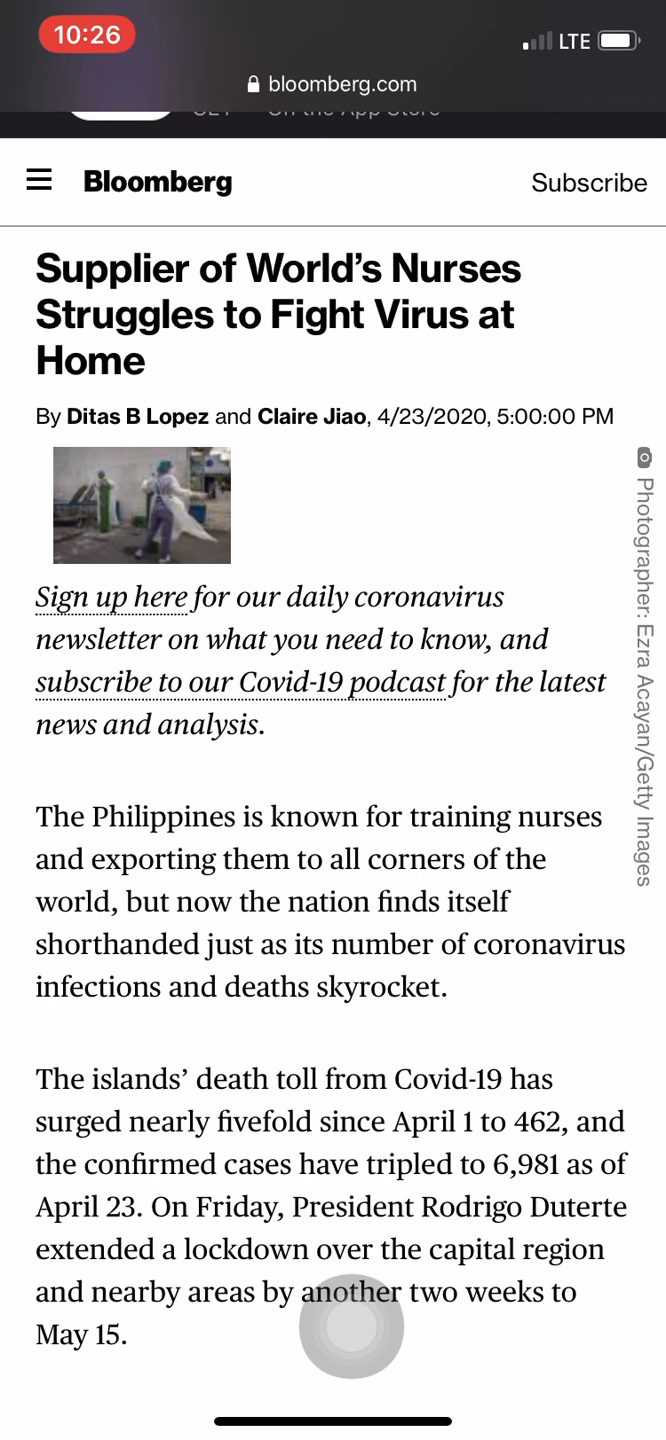 10:26
LTE
bloomberg.com
On the App Store
Bloomberg
Subscribe
Supplier of World’s Nurses
Struggles to Fight Virus at
Home
By Ditas B Lopez and Claire Jiao, 4/23/2020, 5:00:00 PM
Photographer: Ezra Acayan/Getty Images
Sign up here for our daily coronavirus
newsletter on what you need to know, and
subscribe to our Covid-19 podcast for the latest
news and analysis.
The Philippines is known for training nurses
and exporting them to all corners of the
world, but now the nation finds itself
shorthanded just as its number of coronavirus
infections and deaths skyrocket.
The islands’ death toll from Covid-19 has
surged nearly fivefold since April 1 to 462, and
the confirmed cases have tripled to 6,981 as of
April 23. On Friday, President Rodrigo Duterte
extended a lockdown over the capital region
and nearby areas by another two weeks to
May 15.